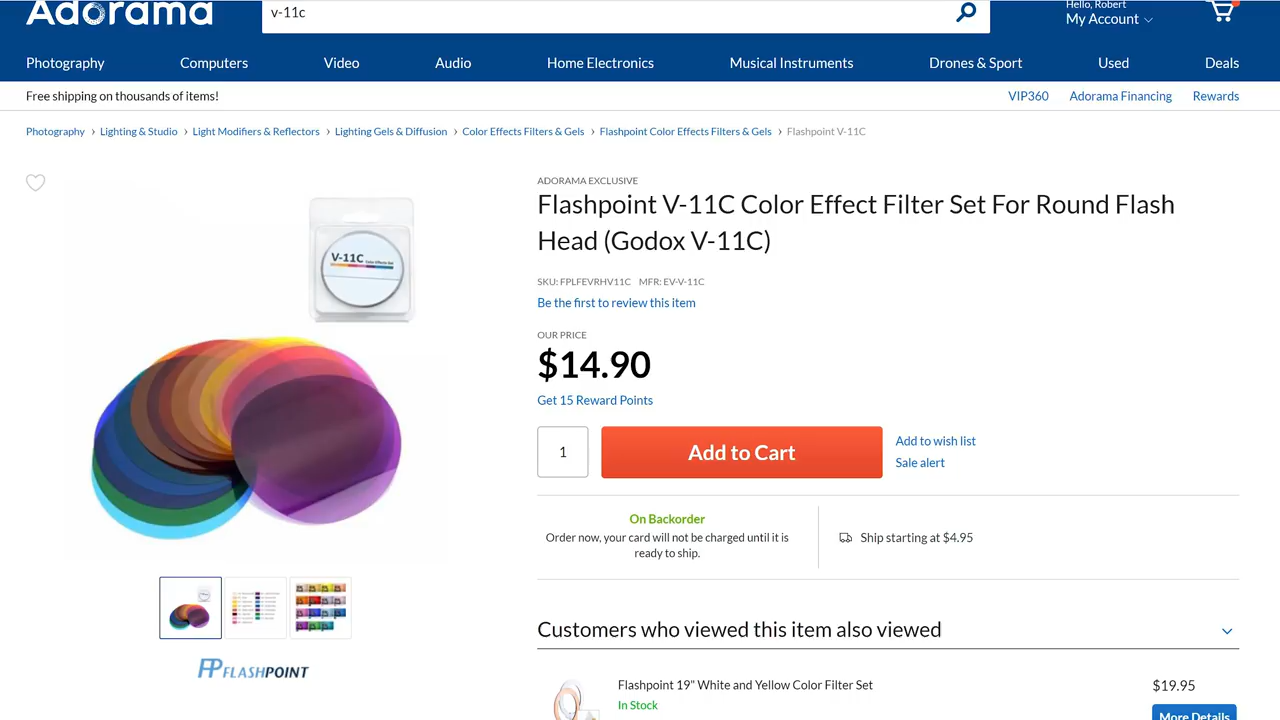 Adorama
v-11c
Hello, Robert
My Account
Photography Computers Video Audio Home Electronics Musical Instruments Drones & Sport Used Deals
Free shipping on thousands of items!
VIP360 Adorama Financing Rewards
Photography › Lighting & Studio › Light Modifiers & Reflectors › Lighting Gels & Diffusion › Color Effects Filters & Gels › Flashpoint Color Effects Filters & Gels › Flashpoint V-11C
V-11C Color Effects Set
FP FLASHPOINT
ADORAMA EXCLUSIVE
Flashpoint V-11C Color Effect Filter Set For Round Flash
Head (Godox V-11C)
SKU: FPLFEVRHV11C MFR: EV-V-11C
Be the first to review this item
OUR PRICE
$14.90
Get 15 Reward Points
1
Add to Cart
Add to wish list
Sale alert
On Backorder
Order now, your card will not be charged until it is
ready to ship.
Ship starting at $4.95
Customers who viewed this item also viewed
Flashpoint 19" White and Yellow Color Filter Set
In Stock
$19.95
More Details